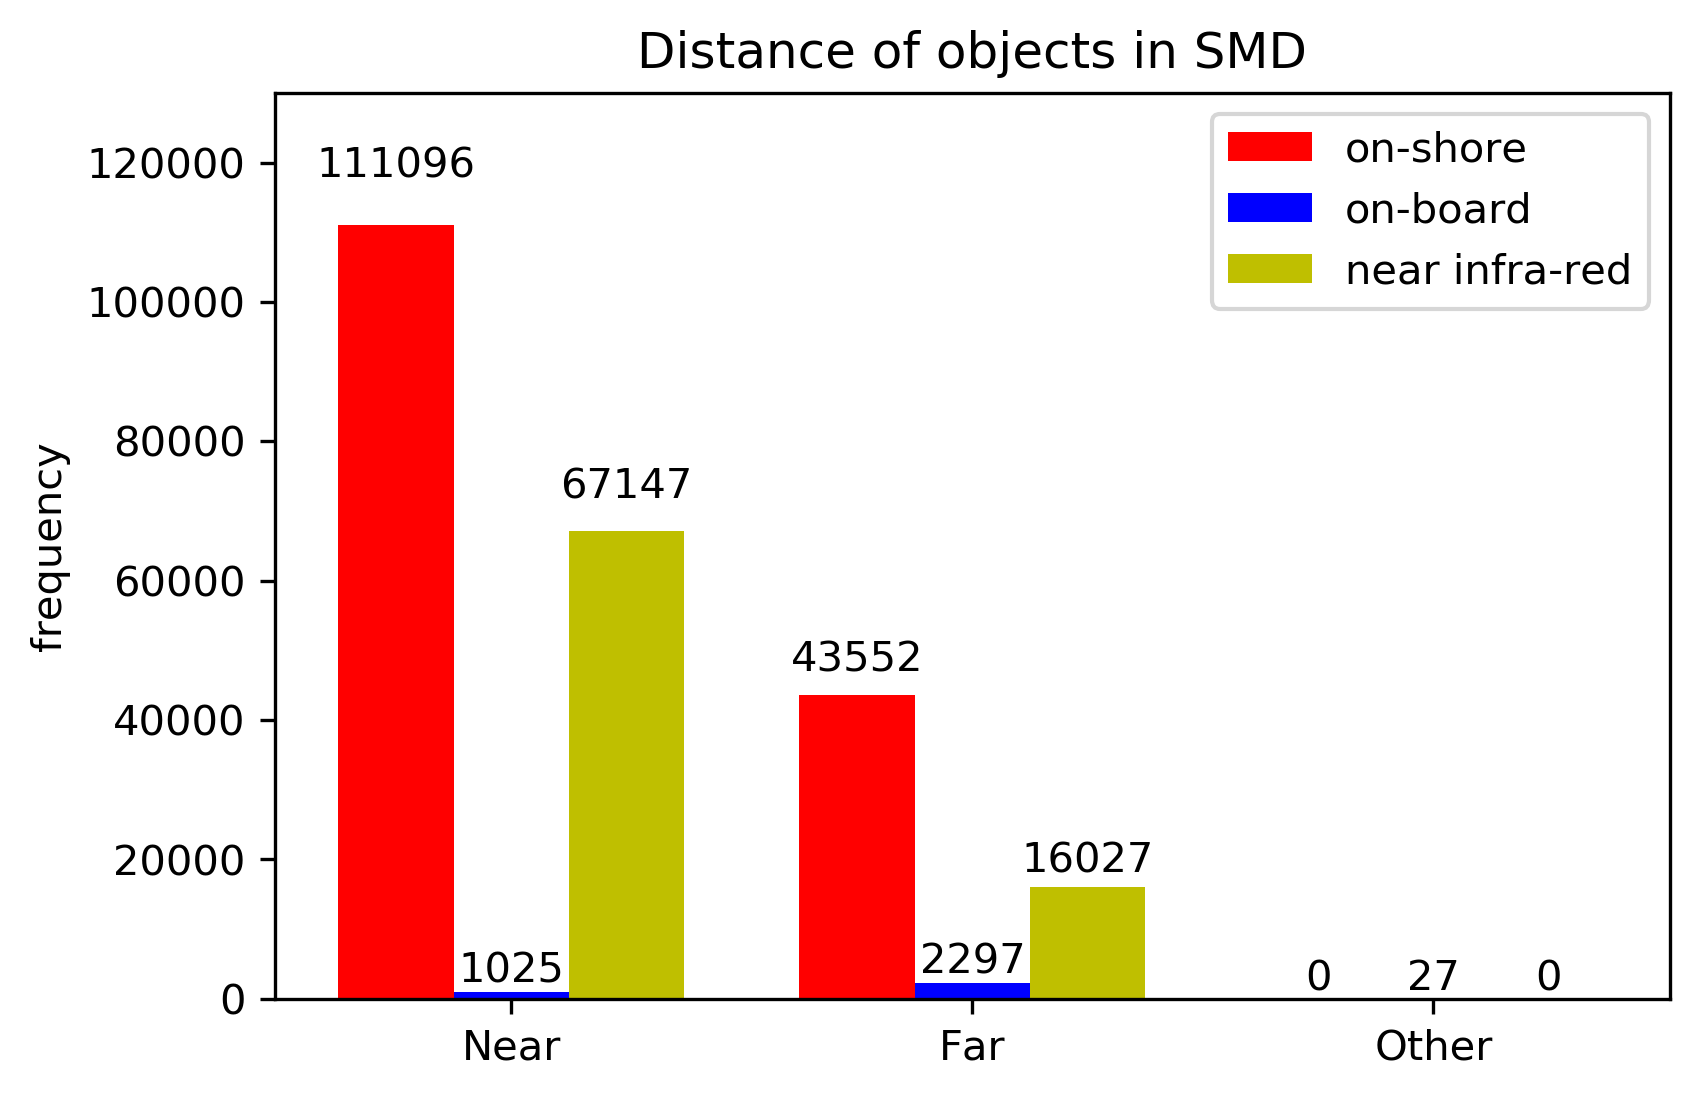 Distance of objects in SMD
frequency
120000
100000
80000
60000
40000
20000
0
111096
1025
67147
43552
2297
16027
0
27
0
Near
Far
Other
on-shore
on-board
near infra-red